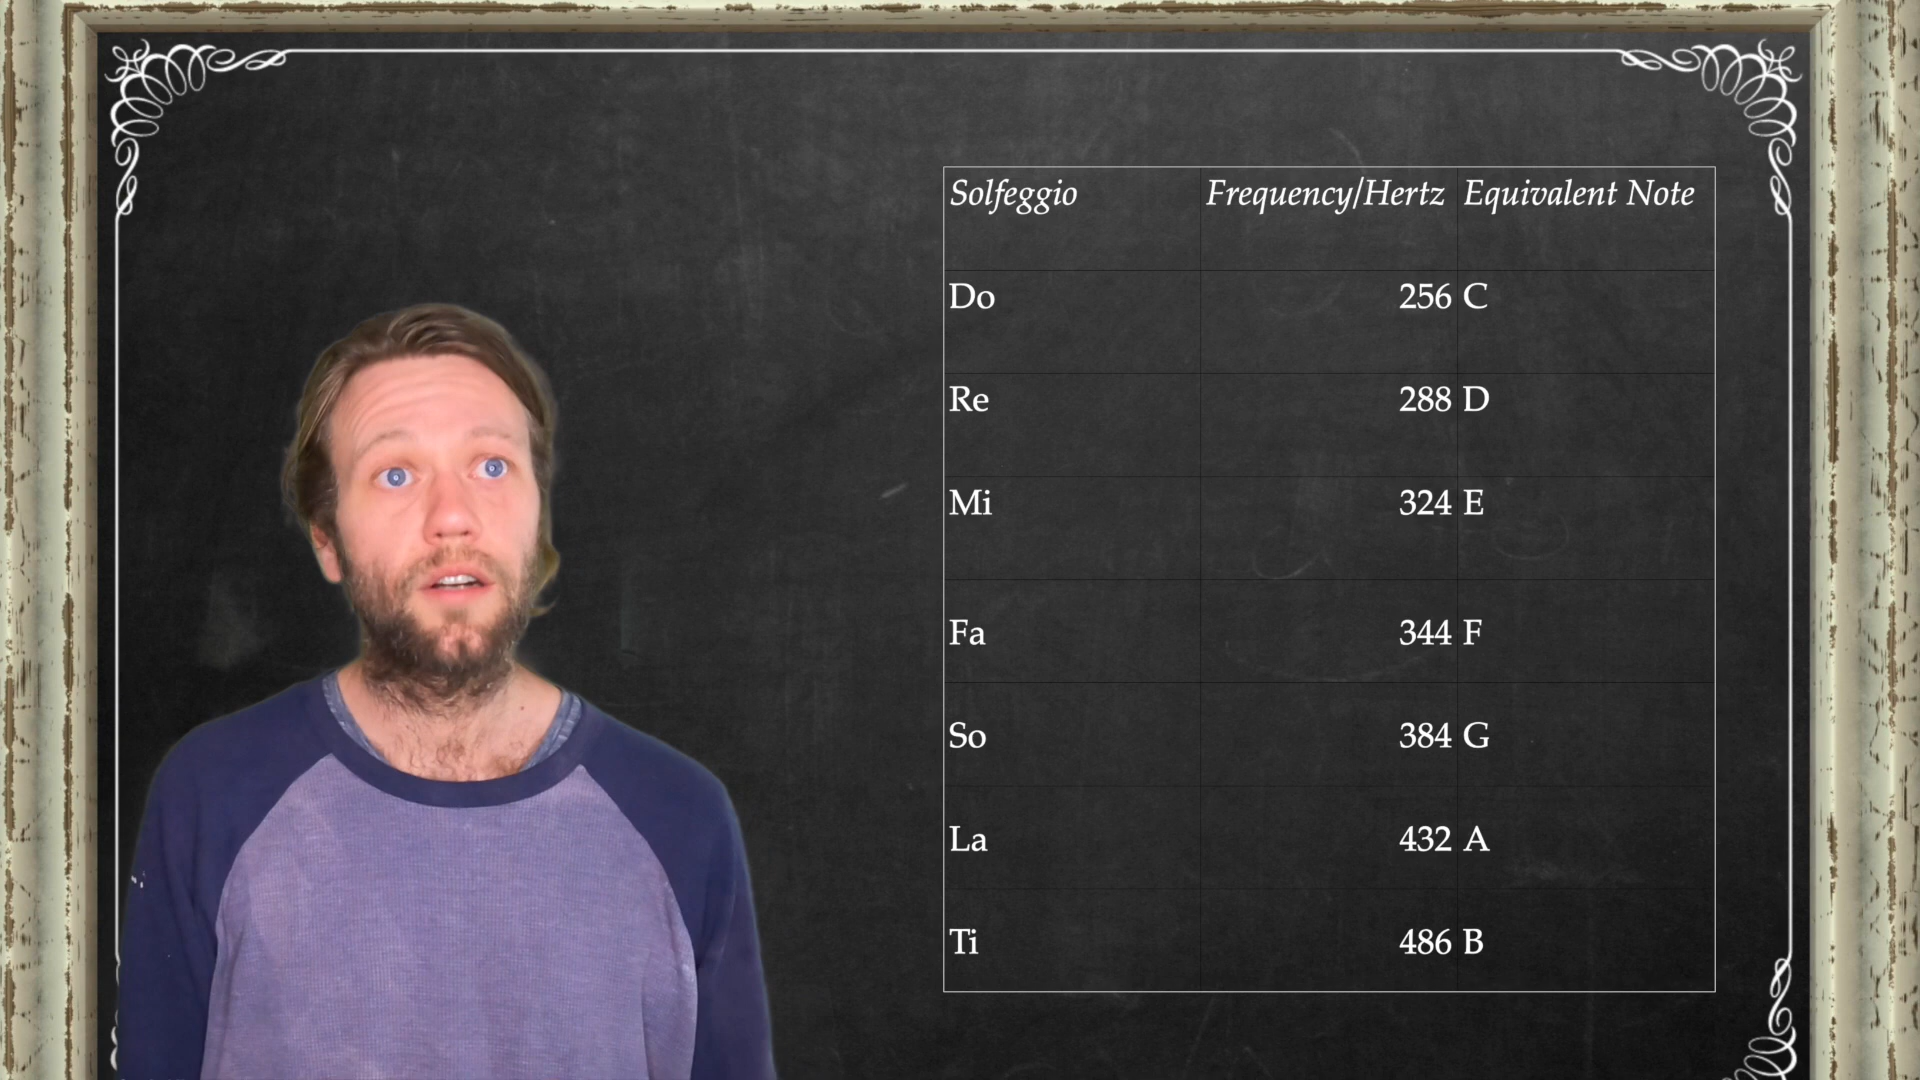 Solfeggio Frequency/Hertz Equivalent Note
Do 256 C
Re 288 D
Mi 324 E
Fa 344 F
So 384 G
La 432 A
Ti 486 B